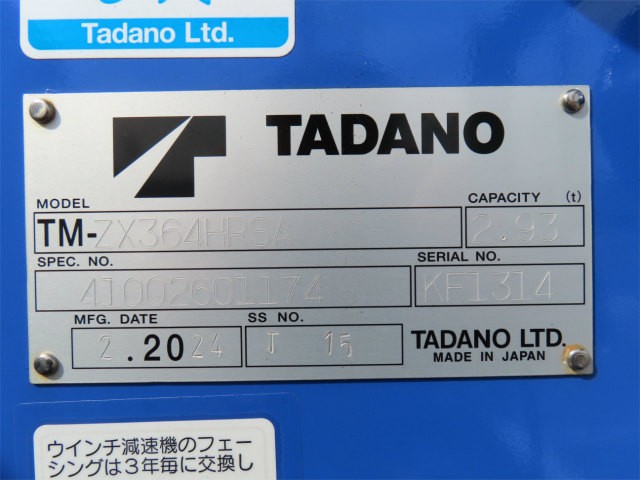 Tadano Ltd.
TADANO
MODEL
CAPACITY (t)
TM-ZX364HRSA
2.93
SPEC. NO.
SERIAL NO.
41002601174
KF1314
MFG. DATE
SS NO.
2.2024
J 15
TADANO LTD.
MADE IN JAPAN
ウインチ減速機のフェー
シングは3年毎に交換し